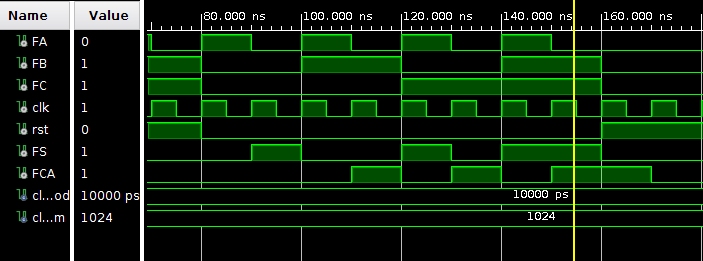 Name Value 80.000 ns 100.000 ns 120.000 ns 140.000 ns 160.000 ns
FA 0
FB 1
FC 1
clk 1
rst 0
FS 1
FCA 1
cl...od 10000 ps 10000 ps
cl...m 1024 1024